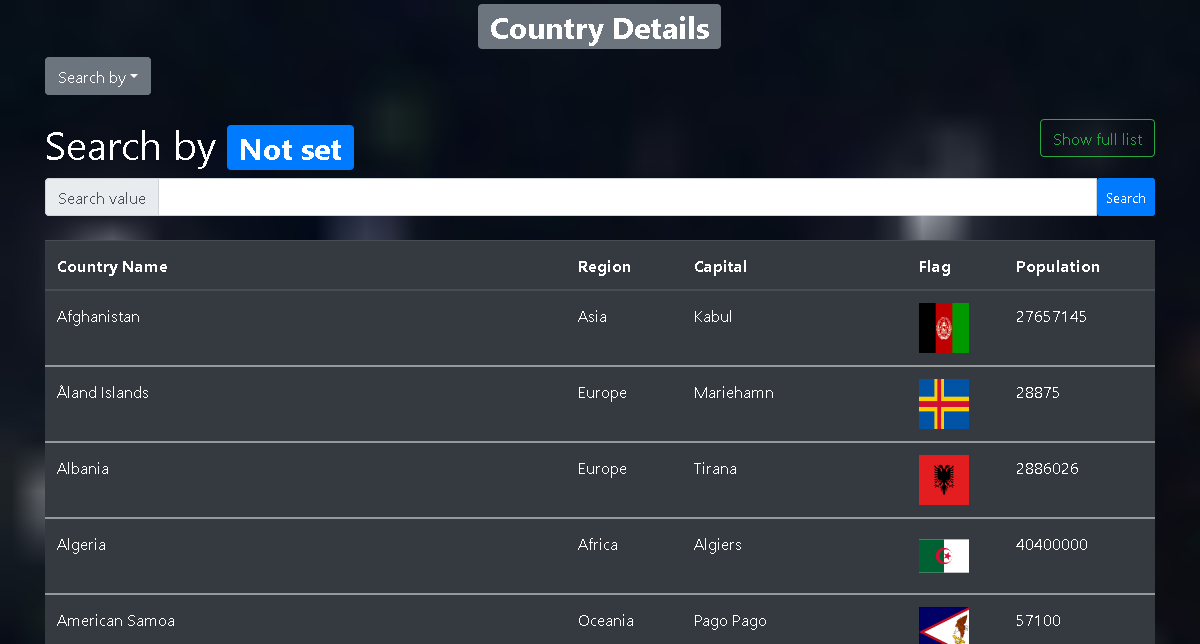 Country Details
Search by
Search by Not set
Show full list
Search value
Search
Country Name Region Capital Flag Population
Afghanistan Asia Kabul 27657145
Åland Islands Europe Mariehamn 28875
Albania Europe Tirana 2886026
Algeria Africa Algiers 40400000
American Samoa Oceania Pago Pago 57100